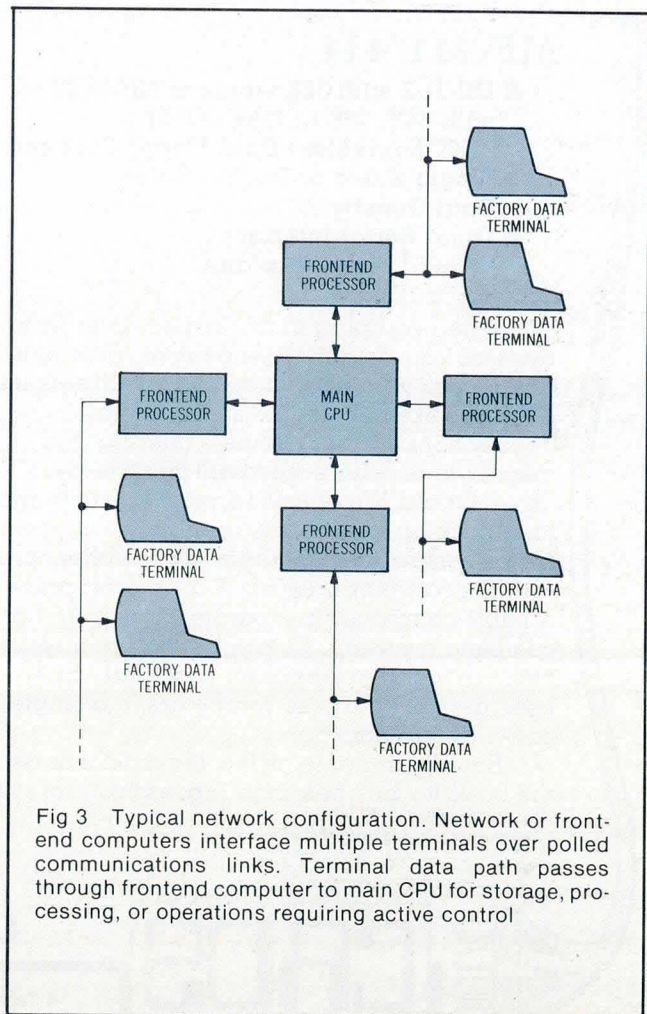 FACTORY DATA
TERMINAL
FRONTEND
PROCESSOR
FACTORY DATA
TERMINAL
FRONTEND
PROCESSOR
MAIN
CPU
FRONTEND
PROCESSOR
FRONTEND
PROCESSOR
FACTORY DATA
TERMINAL
FACTORY DATA
TERMINAL
FACTORY DATA
TERMINAL
FACTORY DATA
TERMINAL
Fig 3 Typical network configuration. Network or front-
end computers interface multiple terminals over polled
communications links. Terminal data path passes
through frontend computer to main CPU for storage, pro-
cessing, or operations requiring active control